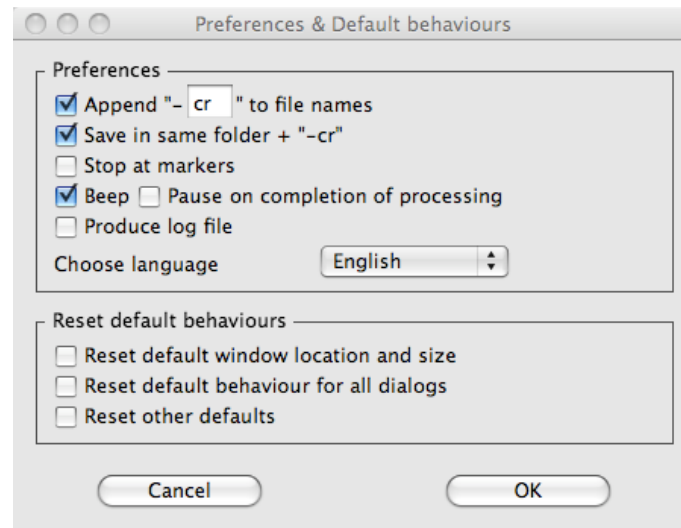 Preferences & Default behaviours
Preferences
Append "- cr " to file names
Save in same folder + "-cr"
Stop at markers
Beep Pause on completion of processing
Produce log file
Choose language English
Reset default behaviours
Reset default window location and size
Reset default behaviour for all dialogs
Reset other defaults
Cancel OK